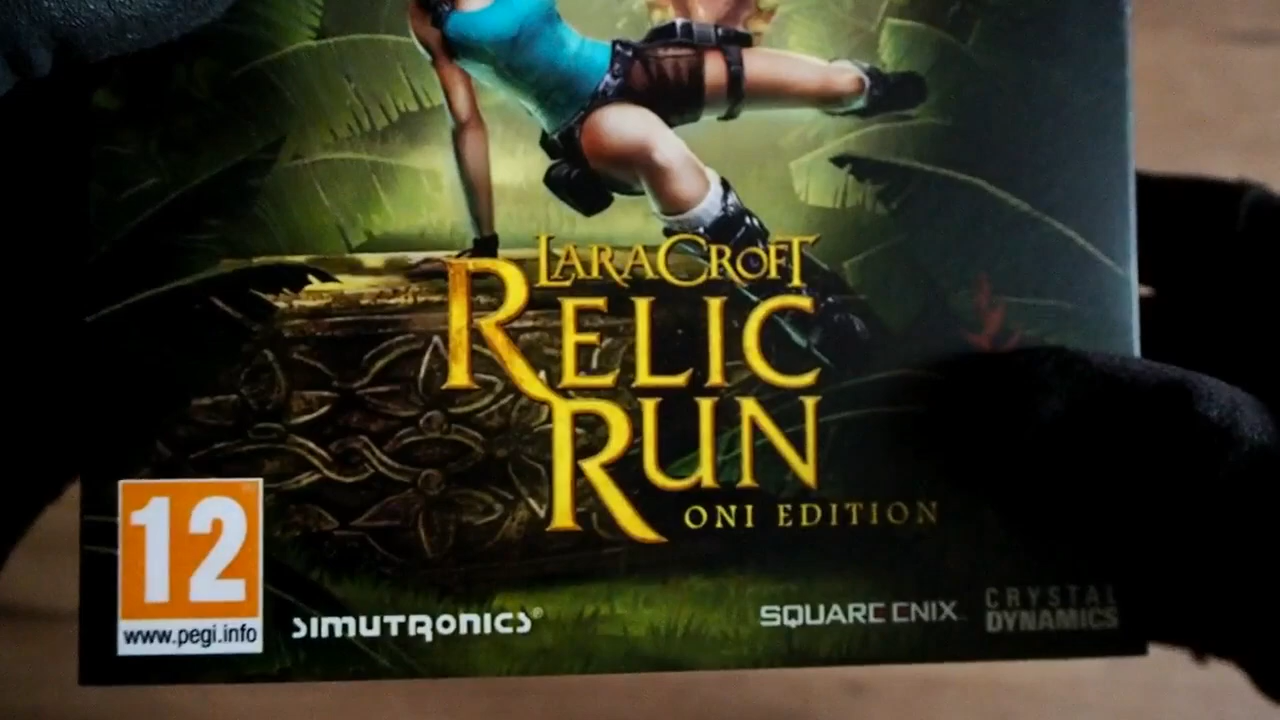 LARA CROFT
RELIC
RUN
ONI EDITION
12
www.pegi.info
SIMUTRONICS®
SQUARE ENIX
CRYSTAL
DYNAMICS